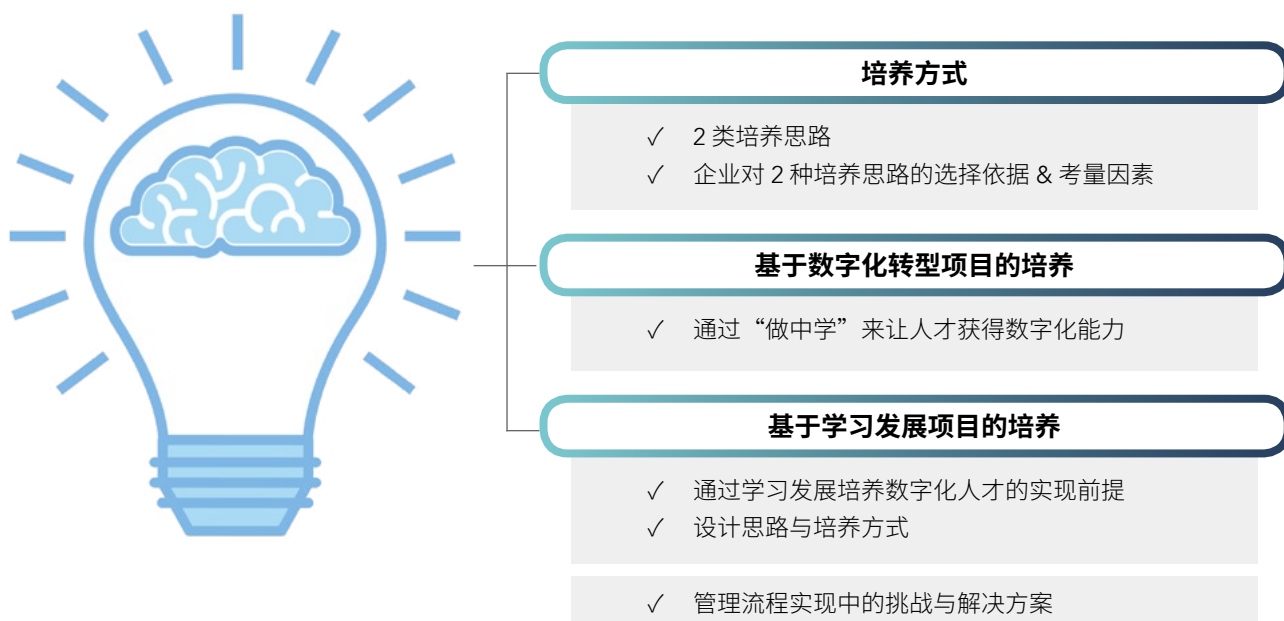 培养方式
✓ 2 类培养思路
✓ 企业对 2 种培养思路的选择依据 & 考量因素
基于数字化转型项目的培养
✓ 通过“做中学”来让人才获得数字化能力
基于学习发展项目的培养
✓ 通过学习发展培养数字化人才的实现前提
✓ 设计思路与培养方式
✓ 管理流程实现中的挑战与解决方案